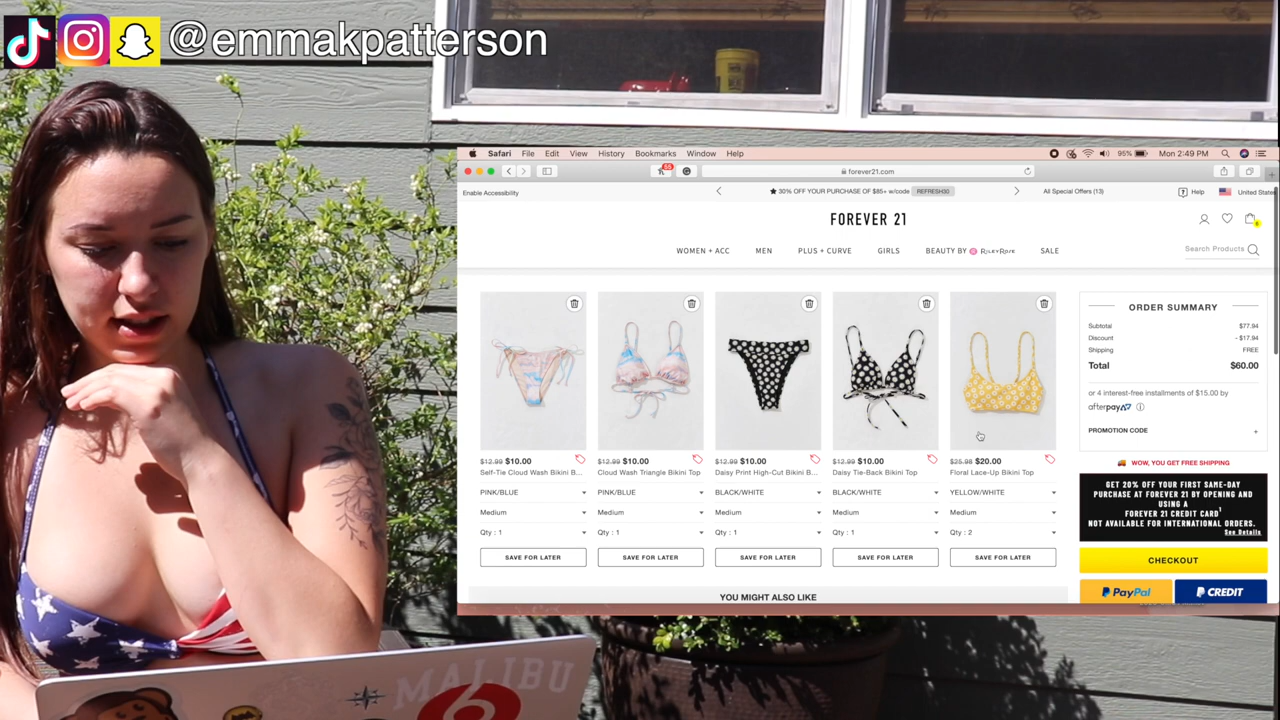 @emmakpatterson
Safari File Edit View History Bookmarks Window Help
95% Mon 2:49 PM
forever21.com
Enable Accessibility
★ 30% OFF YOUR PURCHASE OF $85+ w/code REFRESH30
All Special Offers (13)
Help
United State
FOREVER 21
WOMEN + ACC MEN PLUS + CURVE GIRLS BEAUTY BY RILEYROSE SALE
Search Products
$12.99 $10.00
Self-Tie Cloud Wash Bikini B...
PINK/BLUE
Medium
Qty : 1
SAVE FOR LATER
$12.99 $10.00
Cloud Wash Triangle Bikini Top
PINK/BLUE
Medium
Qty : 1
SAVE FOR LATER
$12.99 $10.00
Daisy Print High-Cut Bikini B...
BLACK/WHITE
Medium
Qty : 1
SAVE FOR LATER
$12.99 $10.00
Daisy Tie-Back Bikini Top
BLACK/WHITE
Medium
Qty : 1
SAVE FOR LATER
$25.98 $20.00
Floral Lace-Up Bikini Top
YELLOW/WHITE
Medium
Qty : 2
SAVE FOR LATER
YOU MIGHT ALSO LIKE
ORDER SUMMARY
Subtotal $77.94
Discount - $17.94
Shipping FREE
Total $60.00
or 4 interest-free installments of $15.00 by
afterpay
PROMOTION CODE +
WOW, YOU GET FREE SHIPPING
GET 20% OFF YOUR FIRST SAME-DAY
PURCHASE AT FOREVER 21 BY OPENING AND
USING A
FOREVER 21 CREDIT CARD1
NOT AVAILABLE FOR INTERNATIONAL ORDERS.
See Details
CHECKOUT
PayPal
CREDIT
MALIBU
6